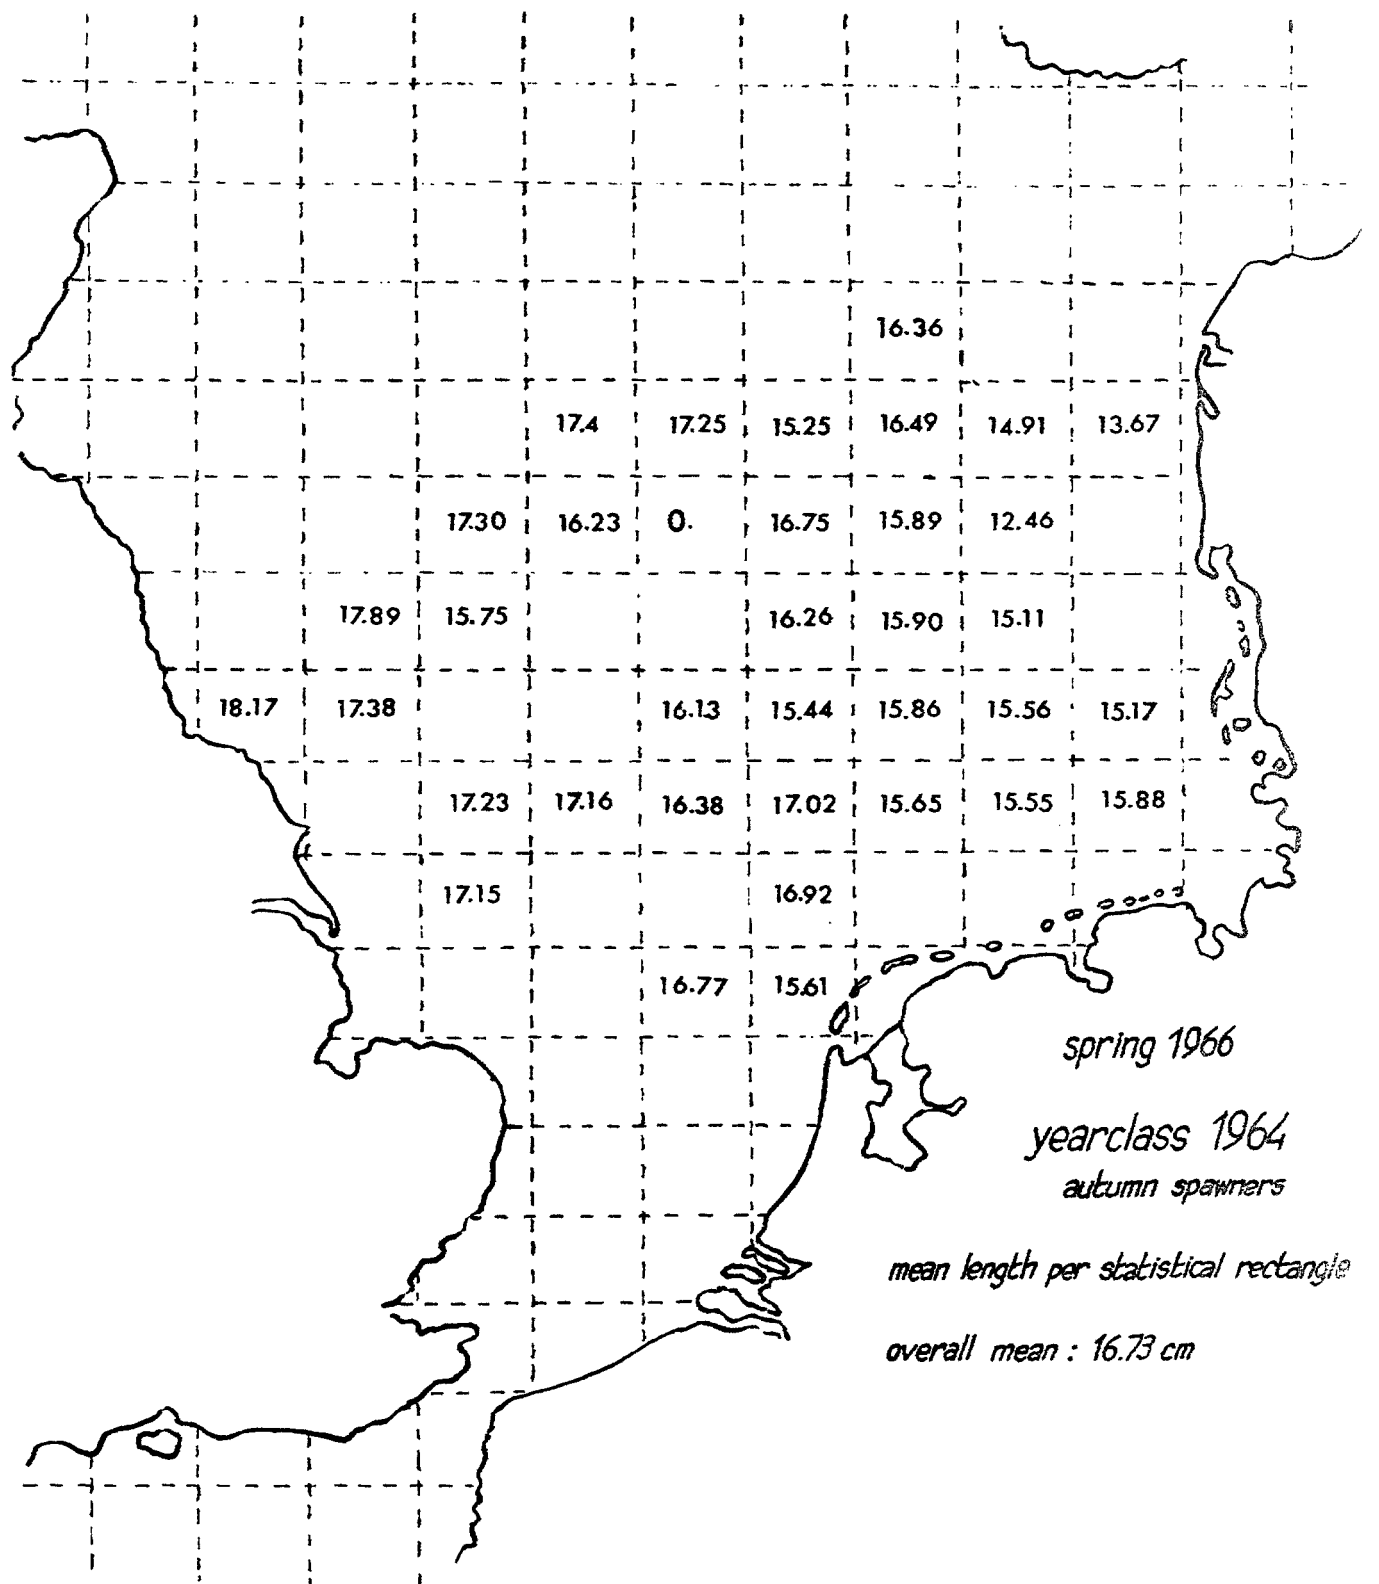 16.36
17.4 17.25 15.25 16.49 14.91 13.67
17.30 16.23 0. 16.75 15.89 12.46
17.89 15.75 16.26 15.90 15.11
18.17 17.38 16.13 15.44 15.86 15.56 15.17
17.23 17.16 16.38 17.02 15.65 15.55 15.88
17.15 16.92
16.77 15.61
spring 1966
yearclass 1964
autumn spawners
mean length per statistical rectangle
overall mean : 16.73 cm